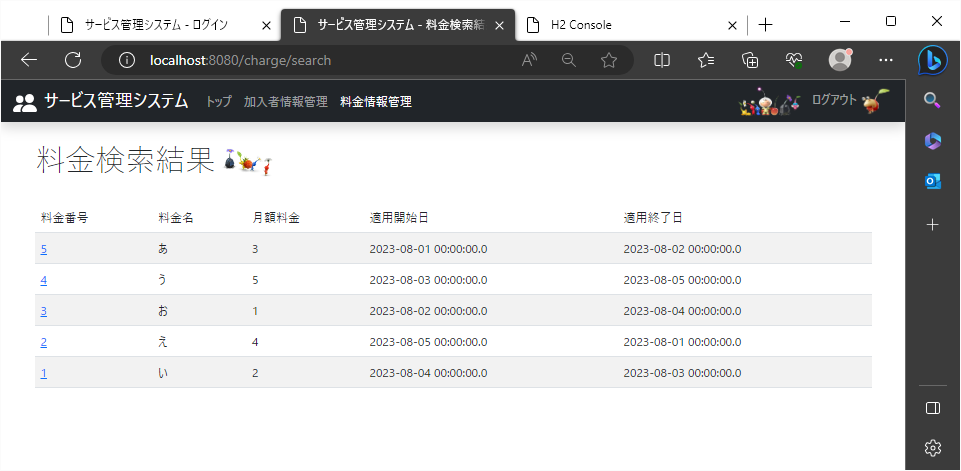 サービス管理システム - ログイン
サービス管理システム - 料金検索結
H2 Console
localhost:8080/charge/search
サービス管理システム トップ 加入者情報管理 料金情報管理 ログアウト
料金検索結果
料金番号 料金名 月額料金 適用開始日 適用終了日
5 あ 3 2023-08-01 00:00:00.0 2023-08-02 00:00:00.0
4 う 5 2023-08-03 00:00:00.0 2023-08-05 00:00:00.0
3 お 1 2023-08-02 00:00:00.0 2023-08-04 00:00:00.0
2 え 4 2023-08-05 00:00:00.0 2023-08-01 00:00:00.0
1 い 2 2023-08-04 00:00:00.0 2023-08-03 00:00:00.0